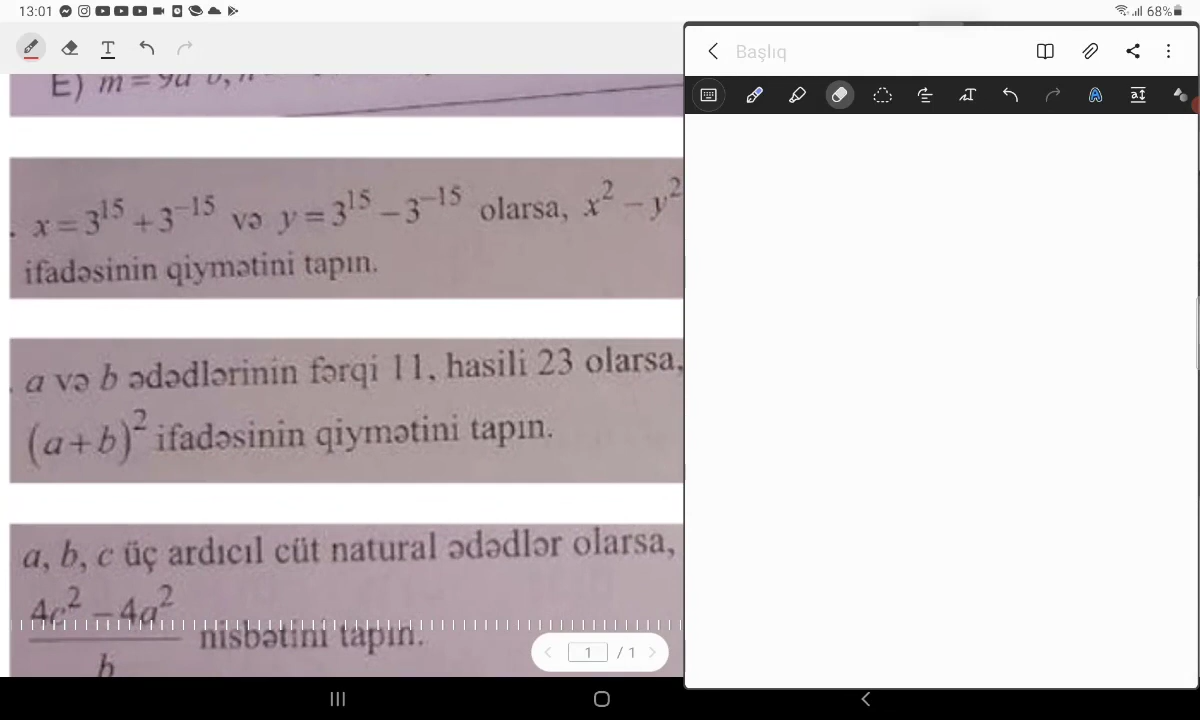 13:01
68%
Başlıq
E) m = 9a
. x = 3^15 + 3^-15 və y = 3^15 − 3^-15 olarsa, x^2 − y^2
ifadəsinin qiymətini tapın.
. a və b ədədlərinin fərqi 11, hasili 23 olarsa,
(a+b)^2 ifadəsinin qiymətini tapın.
a, b, c üç ardıcıl cüt natural ədədlər olarsa,
4c^2 − 4a^2
nisbətini tapın.
b
1 / 1